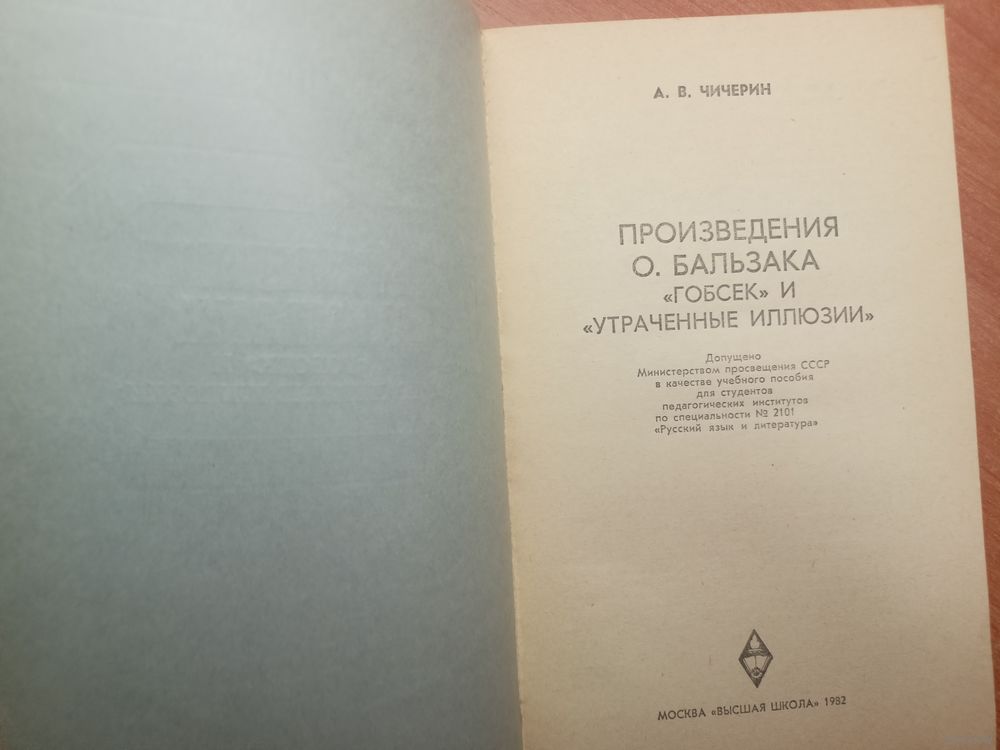 А. В. ЧИЧЕРИН
ПРОИЗВЕДЕНИЯ
О. БАЛЬЗАКА
«ГОБСЕК» И
«УТРАЧЕННЫЕ ИЛЛЮЗИИ»
Допущено
Министерством просвещения СССР
в качестве учебного пособия
для студентов
педагогических институтов
по специальности № 2101
«Русский язык и литература»
МОСКВА «ВЫСШАЯ ШКОЛА» 1982